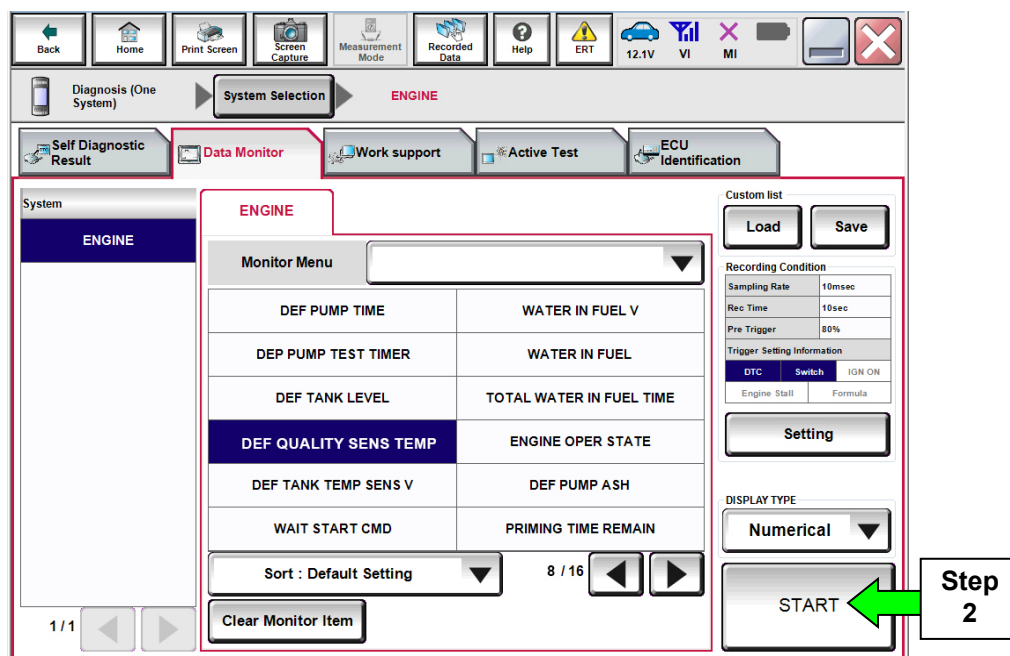 Back
Home
Print Screen
Screen
Capture
Measurement
Mode
Recorded
Data
Help
ERT
12.1V
VI
MI
Diagnosis (One
System)
System Selection
ENGINE
Self Diagnostic
Result
Data Monitor
Work support
Active Test
ECU
Identification
System
ENGINE
1/1
ENGINE
Monitor Menu
DEF PUMP TIME
WATER IN FUEL V
DEP PUMP TEST TIMER
WATER IN FUEL
DEF TANK LEVEL
TOTAL WATER IN FUEL TIME
DEF QUALITY SENS TEMP
ENGINE OPER STATE
DEF TANK TEMP SENS V
DEF PUMP ASH
WAIT START CMD
PRIMING TIME REMAIN
Sort : Default Setting
8 / 16
Clear Monitor Item
Custom list
Load
Save
Recording Condition
Sampling Rate
10msec
Rec Time
10sec
Pre Trigger
80%
Trigger Setting Information
DTC
Switch
IGN ON
Engine Stall
Formula
Setting
DISPLAY TYPE
Numerical
START
Step
2